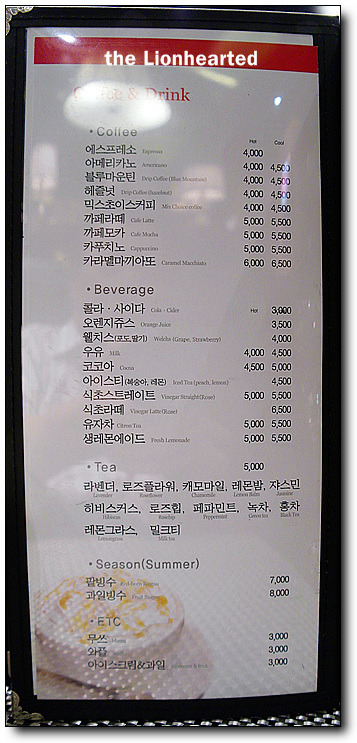 the Lionhearted
Coffee & Drink
• Coffee Hot Cool
에스프레소 Espresso 4,000
아메리카노 Americano 4,000 4,500
블루마운틴 Drip Coffee (Blue Mountain) 4,000 4,500
헤즐넛 Drip Coffee (hazelnut) 4,000 4,500
믹스초이스커피 Mix Choice coffee 4,000 4,500
까페라떼 Cafe Latte 5,000 5,500
까페모카 Cafe Mocha 5,000 5,500
카푸치노 Cappuccino 5,000 5,500
카라멜마끼아또 Caramel Macchiato 6,000 6,500
• Beverage
콜라 · 사이다 Cola · Cider Hot 3,000
오렌지쥬스 Orange Juice 3,500
웰치스(포도,딸기) Welchs (Grape, Strawberry) 4,000
우유 Milk 4,000 4,500
코코아 Cocoa 4,500 5,000
아이스티(복숭아, 레몬) Iced Tea (peach, lemon) 4,500
식초스트레이트 Vinegar Straight(Rose) 5,000 5,500
식초라떼 Vinegar Latte(Rose) 6,500
유자차 Citron Tea 5,000 5,500
생레몬에이드 Fresh Lemonade 5,000 5,500
• Tea 5,000
라벤더, 로즈플라워, 캐모마일, 레몬밤, 쟈스민
Lavender Roseflower Chamomile Lemon Balm Jasmine
히비스커스, 로즈힙, 페파민트, 녹차, 홍차
Hibiscus Rosehip Peppermint Green tea Black Tea
레몬그라스, 밀크티
Lemongrass Milk tea
• Season(Summer)
팥빙수 Red-Been Bingsu 7,000
과일빙수 Fruit Bingsu 8,000
• ETC
무쓰 3,000
와플 3,000
아이스크림&과일 3,000